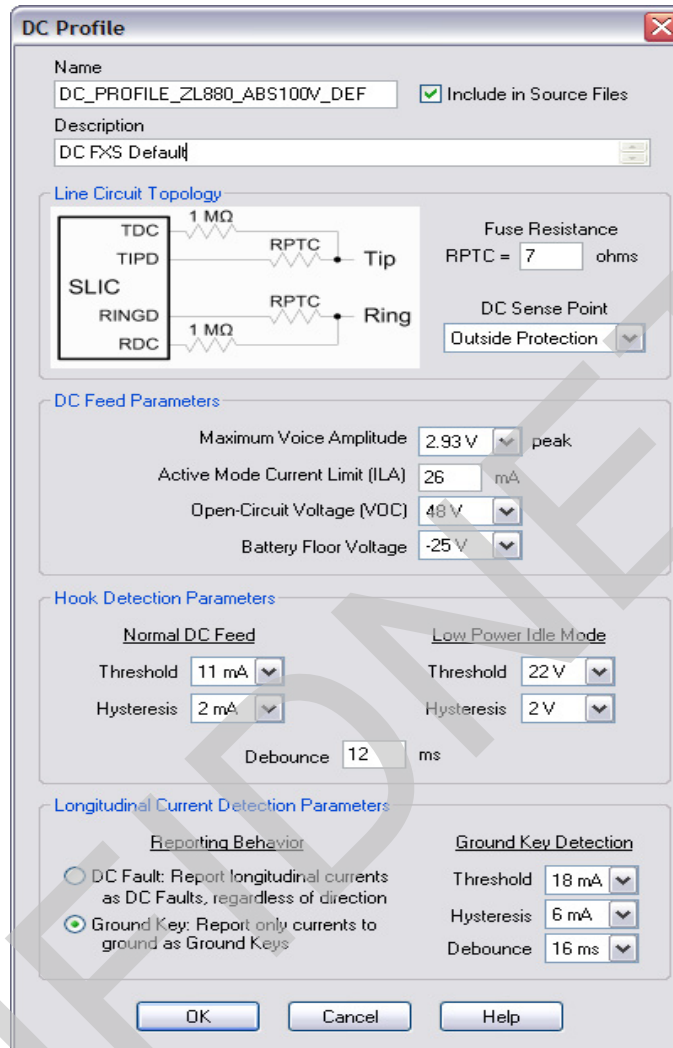 DC Profile
Name
DC_PROFILE_ZL880_ABS100V_DEF
Include in Source Files
Description
DC FXS Default
Line Circuit Topology
SLIC
TDC
1 MΩ
TIPD
RPTC
Tip
RINGD
RPTC
Ring
RDC
1 MΩ
Fuse Resistance
RPTC = 7 ohms
DC Sense Point
Outside Protection
DC Feed Parameters
Maximum Voice Amplitude 2.93 V peak
Active Mode Current Limit (ILA) 26 mA
Open-Circuit Voltage (VOC) 48 V
Battery Floor Voltage -25 V
Hook Detection Parameters
Normal DC Feed
Threshold 11 mA
Hysteresis 2 mA
Low Power Idle Mode
Threshold 22 V
Hysteresis 2 V
Debounce 12 ms
Longitudinal Current Detection Parameters
Reporting Behavior
DC Fault: Report longitudinal currents
as DC Faults, regardless of direction
Ground Key: Report only currents to
ground as Ground Keys
Ground Key Detection
Threshold 18 mA
Hysteresis 6 mA
Debounce 16 ms
OK
Cancel
Help